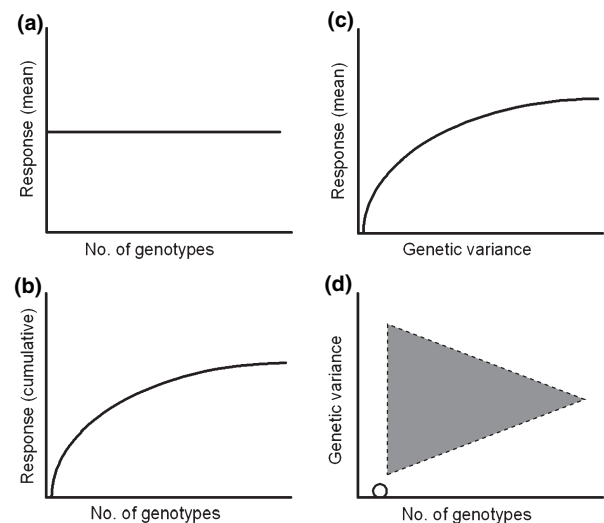 (a)
Response (mean)
No. of genotypes
(b)
Response (cumulative)
No. of genotypes
(c)
Response (mean)
Genetic variance
(d)
Genetic variance
No. of genotypes